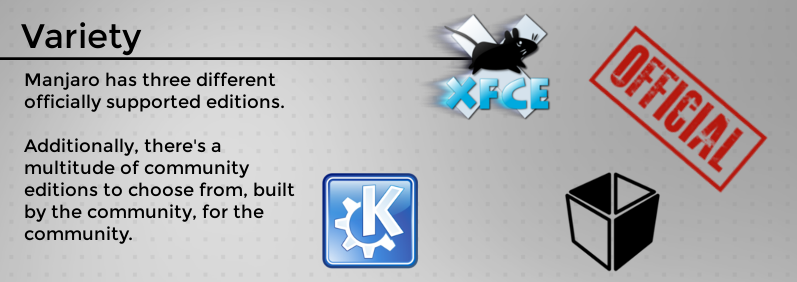 Variety
Manjaro has three different
officially supported editions.
Additionally, there's a
multitude of community
editions to choose from, built
by the community, for the
community.
XFCE
OFFICIAL
K